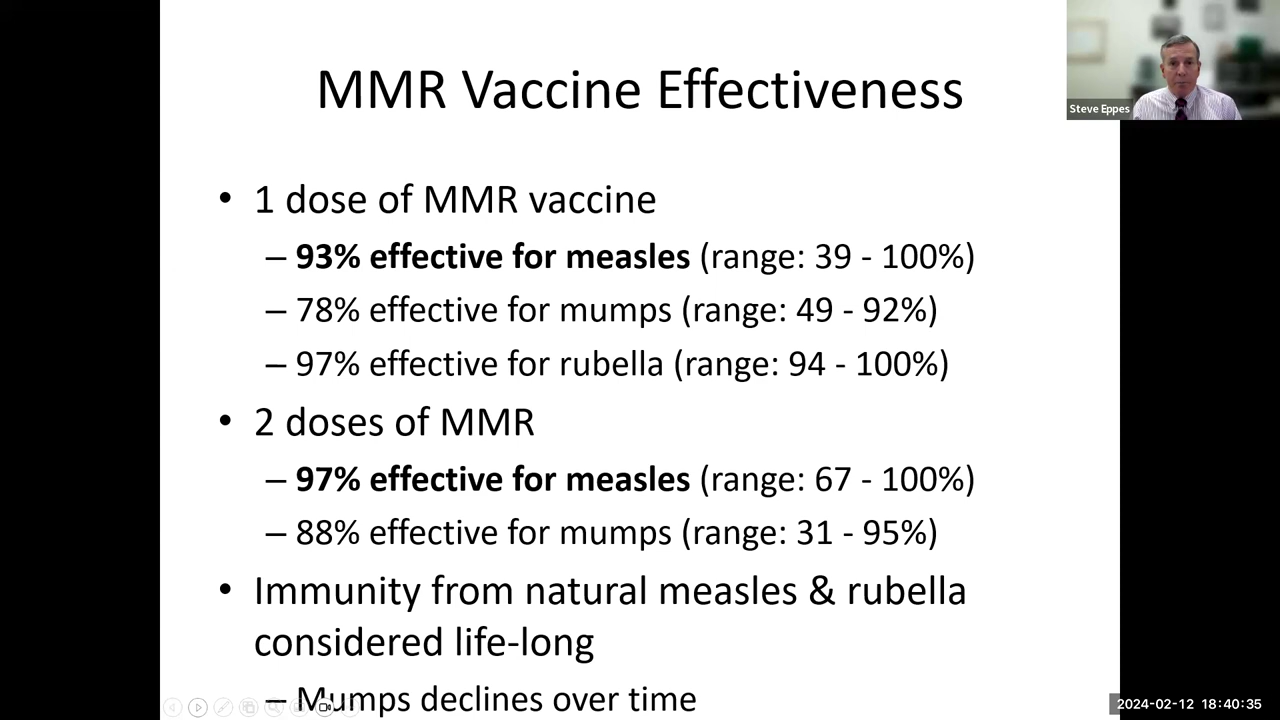 MMR Vaccine Effectiveness
Steve Eppes
• 1 dose of MMR vaccine
– 93% effective for measles (range: 39 - 100%)
– 78% effective for mumps (range: 49 - 92%)
– 97% effective for rubella (range: 94 - 100%)
• 2 doses of MMR
– 97% effective for measles (range: 67 - 100%)
– 88% effective for mumps (range: 31 - 95%)
• Immunity from natural measles & rubella
considered life-long
– Mumps declines over time
2024-02-12 18:40:35